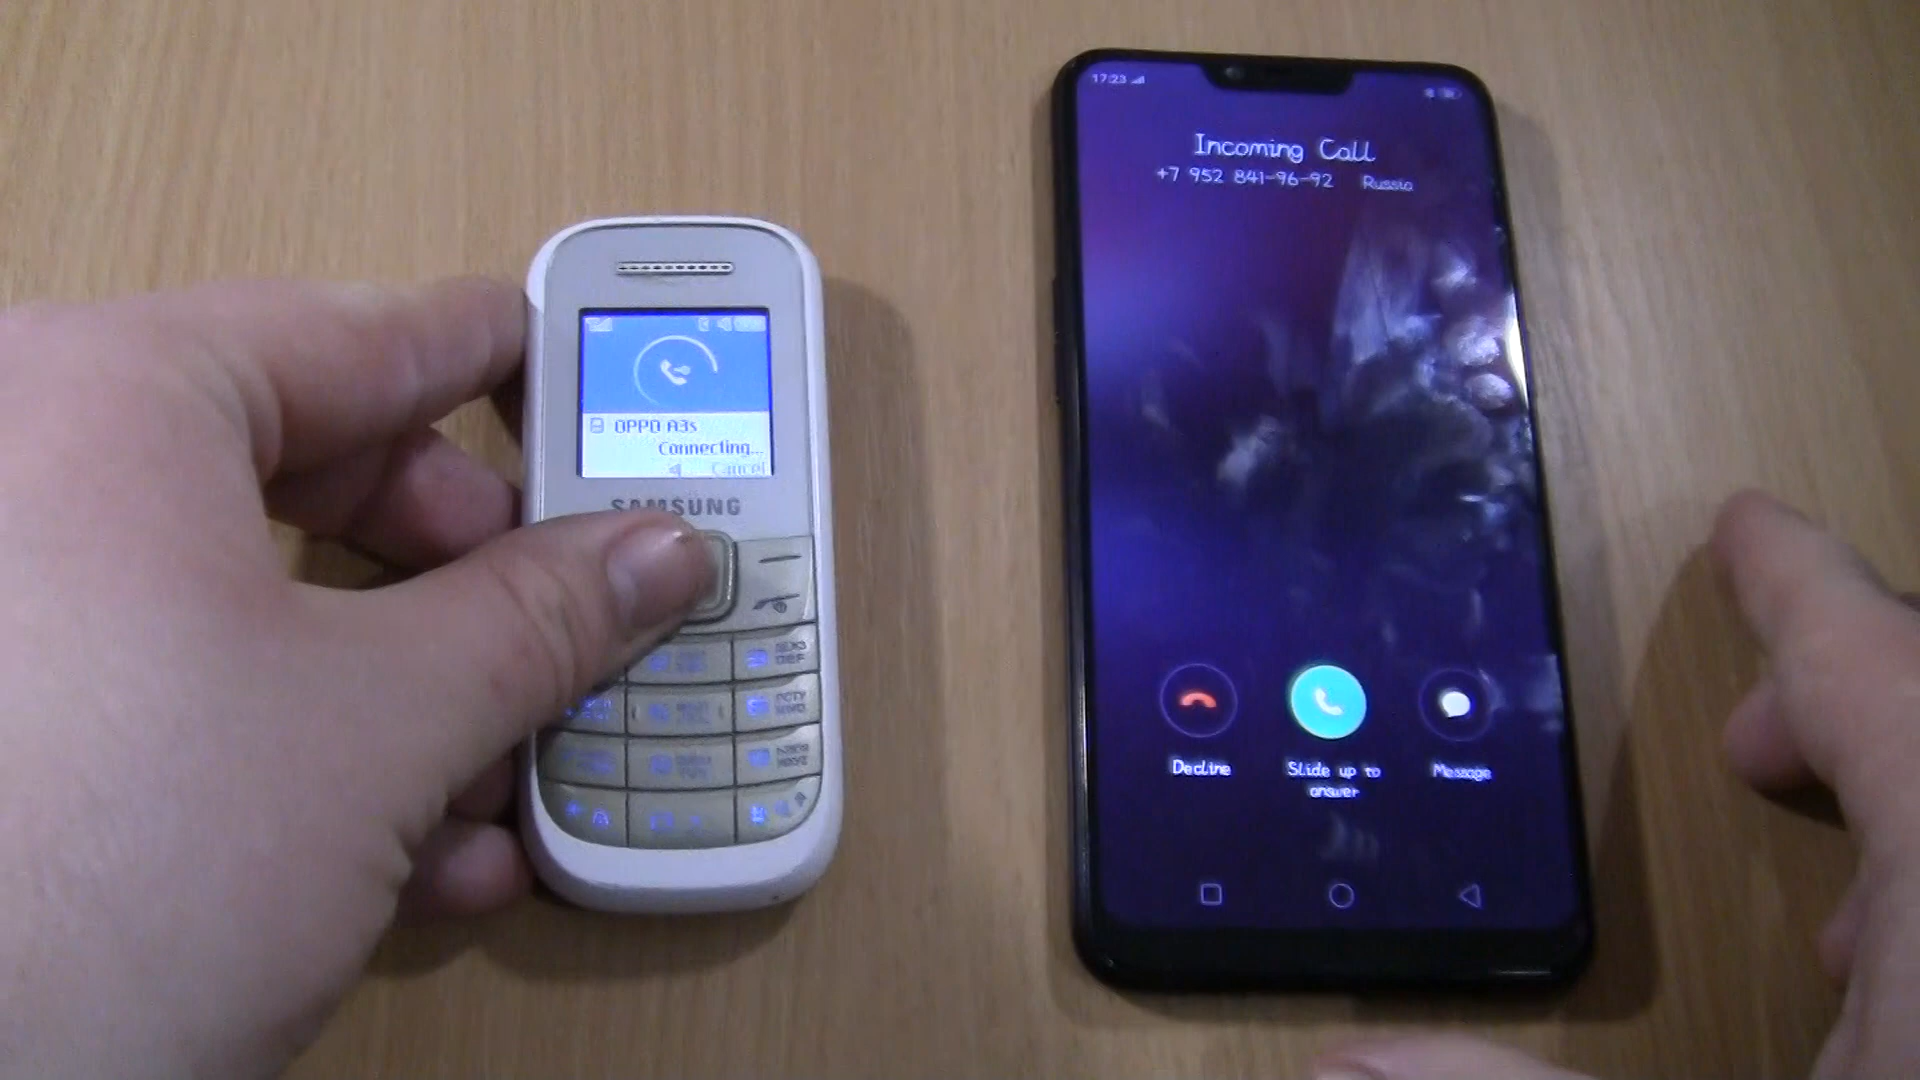 OPPO A3s
Connecting...
Cancel
SAMSUNG
DEF
17:23
Incoming Call
+7 952 841-96-92 Russia
Decline
Slide up to
answer
Message